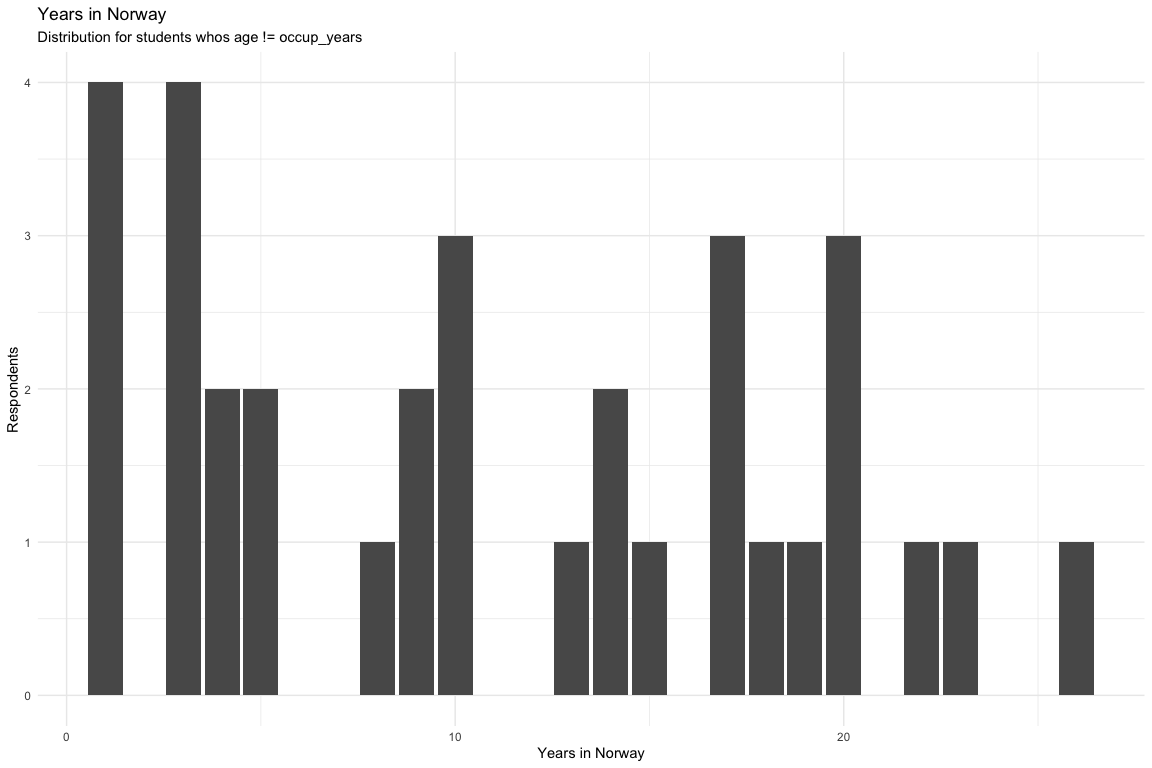 Years in Norway
Distribution for students whos age != occup_years
4
3
2
1
0
Respondents
0 10 20
Years in Norway